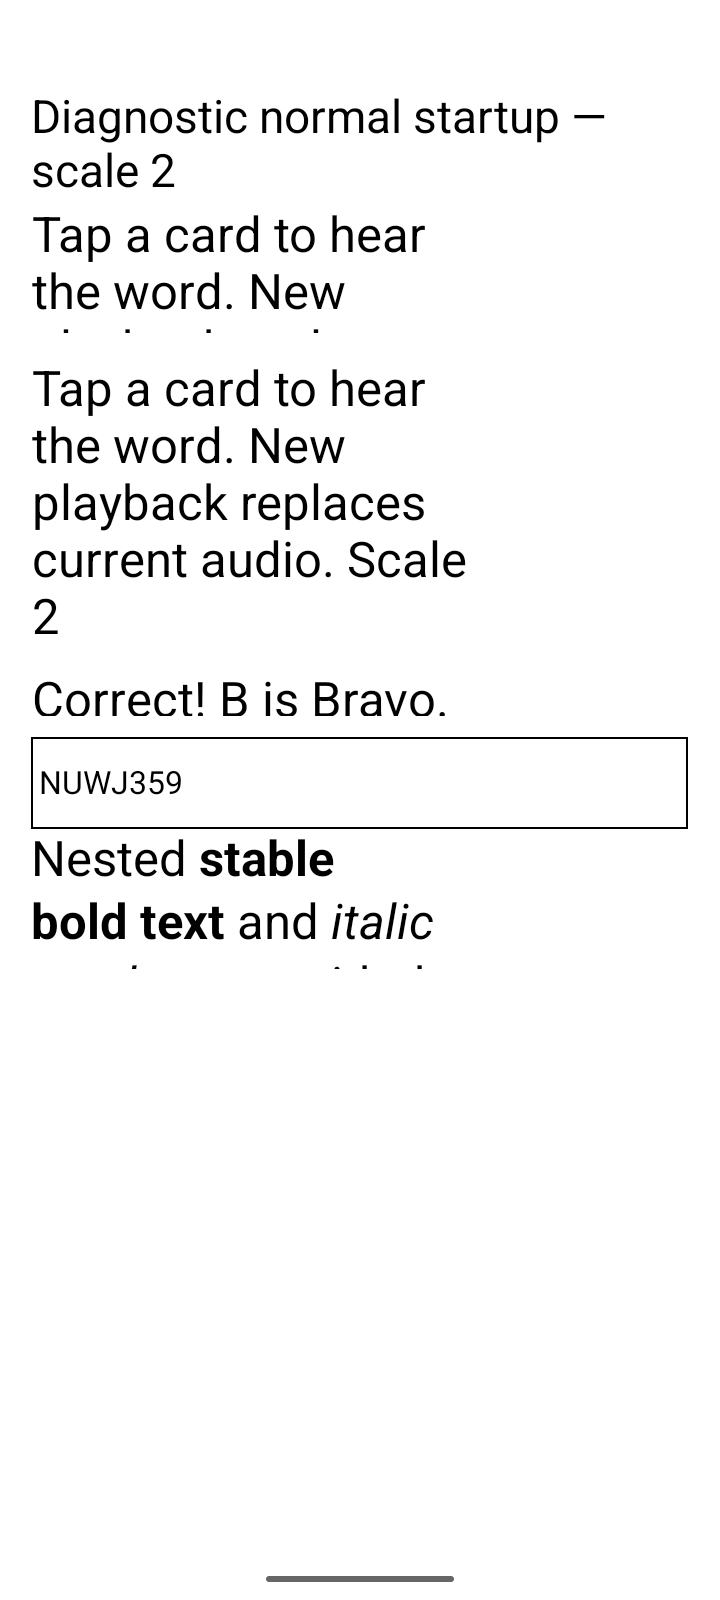 Diagnostic normal startup —
scale 2
Tap a card to hear
the word. New
Tap a card to hear
the word. New
playback replaces
current audio. Scale
2
Correct! B is Bravo.
NUWJ359
Nested stable
bold text and italic